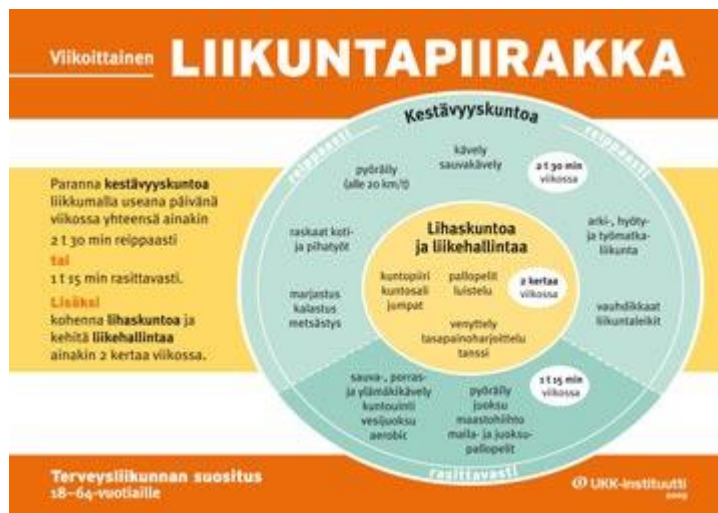 Viikoittainen
LIIKUNTAPIIRAKKA
Paranna kestävyyskuntoa
liikkumalla useana päivänä
viikossa yhteensä ainakin
2 t 30 min reippaasti
tai
1 t 15 min rasittavasti.
Lisäksi
kohenna lihaskuntoa ja
kehitä liikehallintaa
ainakin 2 kertaa viikossa.
Kestävyyskuntoa
reippaasti
reippaasti
kävely
sauvakävely
2 t 30 min
viikossa
pyöräily
(alle 20 km/t)
raskaat koti-
ja pihatyöt
arki-, hyöty-
ja työmatka-
liikunta
marjastus
kalastus
metsästys
vauhdikkaat
liikuntaleikit
Lihaskuntoa
ja liikehallintaa
kuntopiiri
kuntosali
jumpat
pallopelit
luistelu
2 kertaa
viikossa
venyttely
tasapainoharjoittelu
tanssi
sauva-, porras-
ja ylämäkikävely
kuntouinti
vesijuoksu
aerobic
pyöräily
juoksu
maastohiihto
maila- ja juoksu-
pallopelit
1 t 15 min
viikossa
rasittavasti
Terveysliikunnan suositus
18–64-vuotiaille
UKK-instituutti
2009